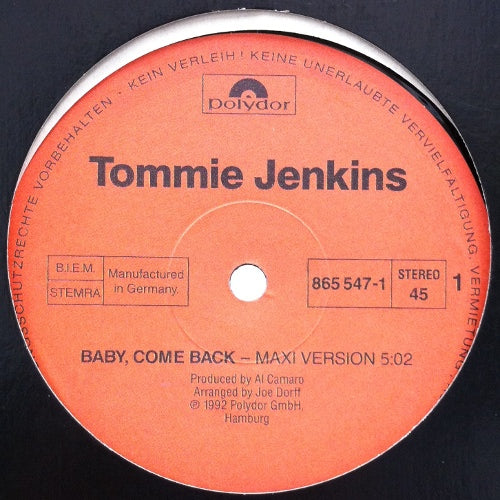 URSCHUTZRECHTE VORBEHALTEN - KEIN VERLEIH! KEINE UNERLAUBTE VERVIELFÄLTIGUNG, VERMIETUNG,
polydor
Tommie Jenkins
B.I.E.M.
STEMRA
Manufactured
in Germany.
865 547-1
STEREO
45
1
BABY, COME BACK – MAXI VERSION 5:02
Produced by Al Camaro
Arranged by Joe Dorff
℗ 1992 Polydor GmbH,
Hamburg